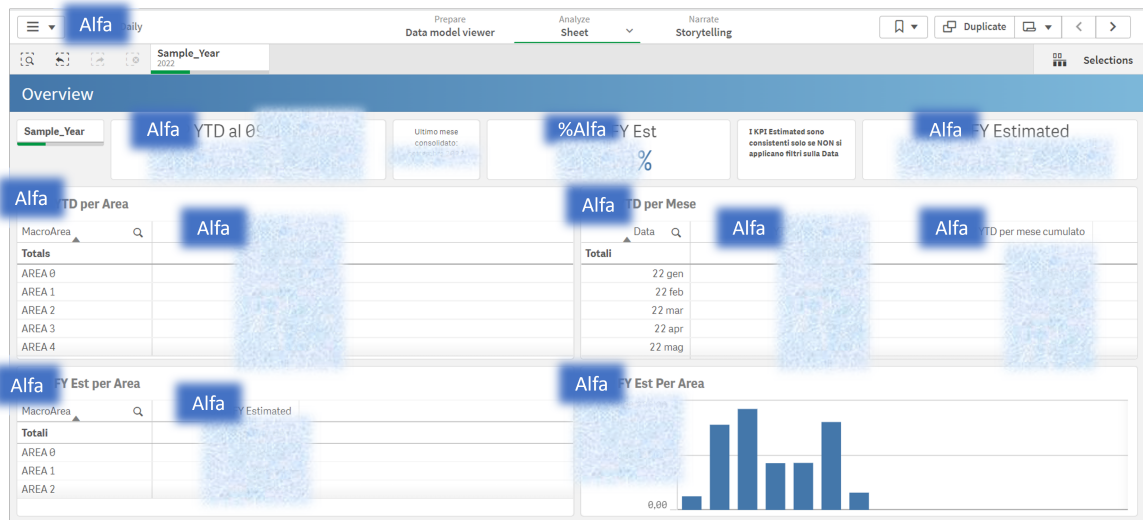 Alfa Daily
Prepare
Data model viewer
Analyze
Sheet
Narrate
Storytelling
Duplicate
Sample_Year
2022
Selections
Overview
Sample_Year
Alfa YTD al
Ultimo mese
consolidato:
%Alfa FY Est
%
I KPI Estimated sono
consistenti solo se NON si
applicano filtri sulla Data
Alfa FY Estimated
Alfa YTD per Area
MacroArea
Alfa
Totals
AREA 0
AREA 1
AREA 2
AREA 3
AREA 4
Alfa YTD per Mese
Data
Alfa
Alfa YTD per mese cumulato
Totali
22 gen
22 feb
22 mar
22 apr
22 mag
Alfa FY Est per Area
MacroArea
Alfa FY Estimated
Totali
AREA 0
AREA 1
AREA 2
Alfa FY Est Per Area
0,00